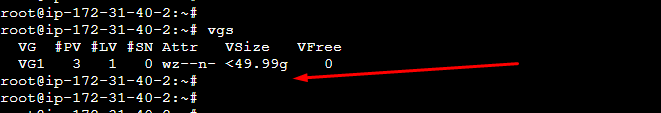 root@ip-172-31-40-2:~#
root@ip-172-31-40-2:~# vgs
  VG  #PV #LV #SN Attr   VSize   VFree
  VG1   3   1   0 wz--n- <49.99g    0
root@ip-172-31-40-2:~#
root@ip-172-31-40-2:~#